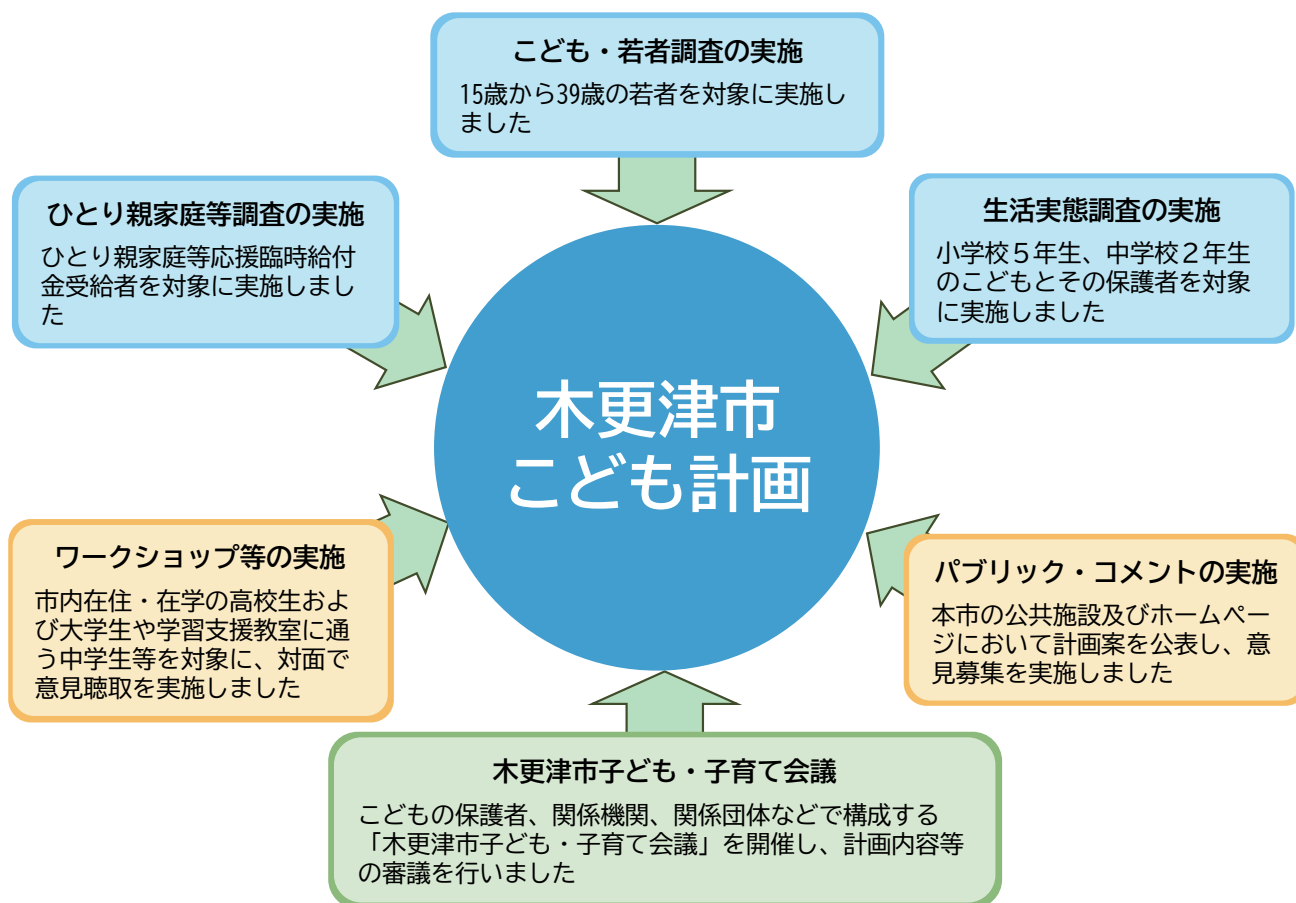 こども・若者調査の実施
15歳から39歳の若者を対象に実施し
ました
ひとり親家庭等調査の実施
ひとり親家庭等応援臨時給付
金受給者を対象に実施しまし
た
生活実態調査の実施
小学校５年生、中学校２年生
のこどもとその保護者を対象
に実施しました
木更津市
こども計画
ワークショップ等の実施
市内在住・在学の高校生およ
び大学生や学習支援教室に通
う中学生等を対象に、対面で
意見聴取を実施しました
パブリック・コメントの実施
本市の公共施設及びホームペー
ジにおいて計画案を公表し、意
見募集を実施しました
木更津市子ども・子育て会議
こどもの保護者、関係機関、関係団体などで構成する
「木更津市子ども・子育て会議」を開催し、計画内容等
の審議を行いました